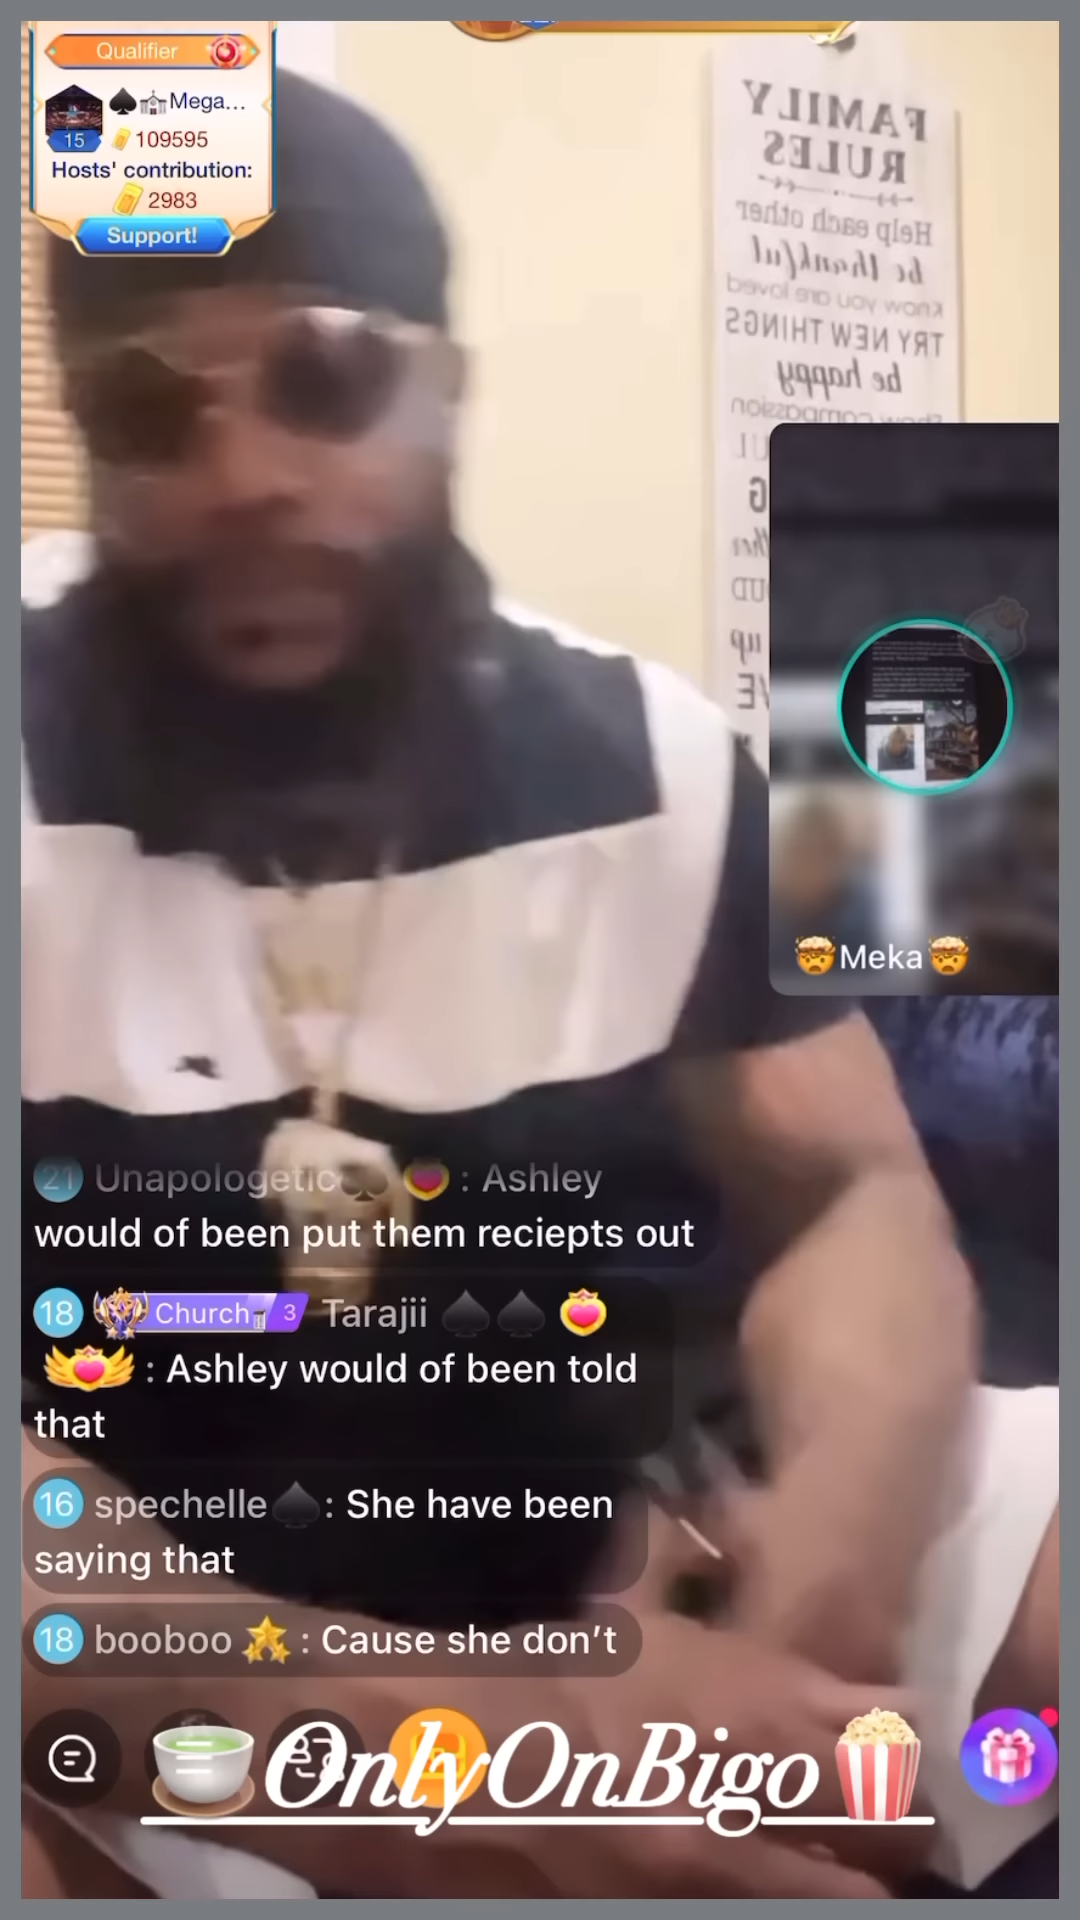 Qualifier
Mega...
15
109595
Hosts' contribution:
2983
Support!
FAMILY
RULES
Help each other
be thankful
know you are loved
TRY NEW THINGS
be happy
Show compassion
🤯Meka🤯
21 Unapologetic♠ : Ashley
would of been put them reciepts out
18 Church 3 Tarajii ♠♠
: Ashley would of been told
that
16 spechelle♠: She have been
saying that
18 booboo : Cause she don't
🍵OnlyOnBigo🍿